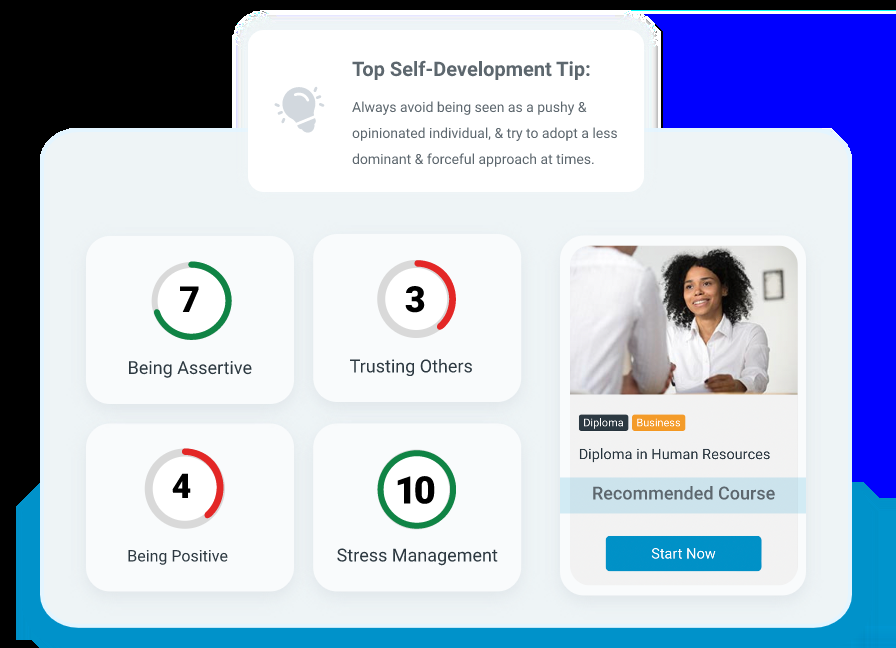 Top Self-Development Tip:
Always avoid being seen as a pushy &
opinionated individual, & try to adopt a less
dominant & forceful approach at times.
7
Being Assertive
3
Trusting Others
4
Being Positive
10
Stress Management
Diploma Business
Diploma in Human Resources
Recommended Course
Start Now